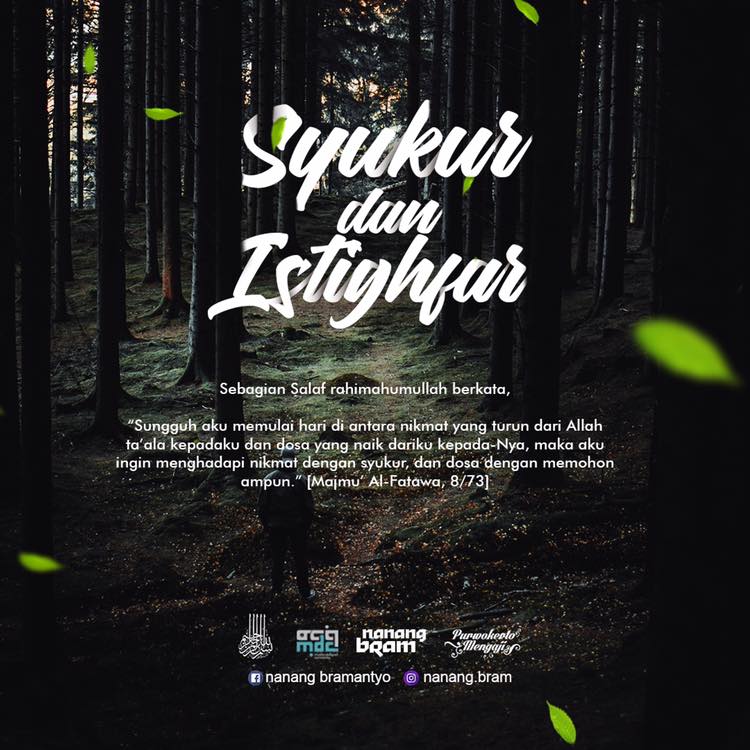 Syukur
dan
Istighfar
Sebagian Salaf rahimahumullah berkata,
“Sungguh aku memulai hari di antara nikmat yang turun dari Allah
ta’ala kepadaku dan dosa yang naik dariku kepada-Nya, maka aku
ingin menghadapi nikmat dengan syukur, dan dosa dengan memohon
ampun.” [Majmu’ Al-Fatawa, 8/73]
nanang
BRAM
Purwokerto
Mengaji
nanang bramantyo nanang.bram